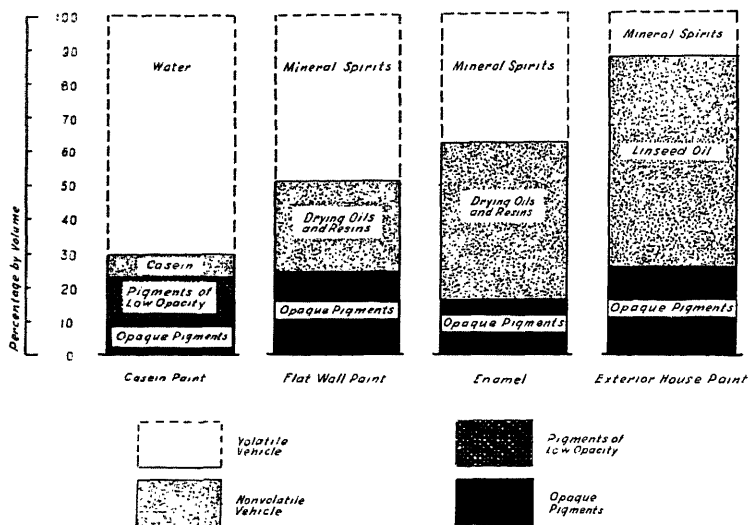 100
90
80
70
60
50
40
30
20
10
0
Percentage by Volume
Water
Casein
Pigments of
Low Opacity
Opaque Pigments
Casein Paint
Mineral Spirits
Drying Oils
and Resins
Opaque Pigments
Flat Wall Paint
Mineral Spirits
Drying Oils
and Resins
Opaque Pigments
Enamel
Mineral Spirits
Linseed Oil
Opaque Pigments
Exterior House Paint
Volatile
Vehicle
Nonvolatile
Vehicle
Pigments of
Low Opacity
Opaque
Pigments